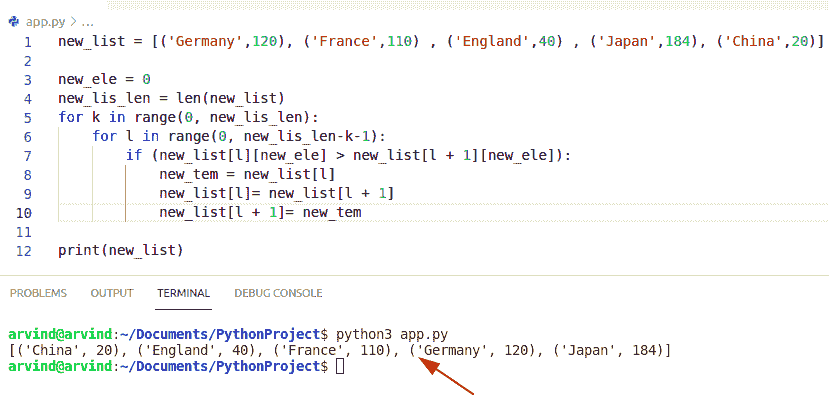 app.py > ...
1 new_list = [('Germany',120), ('France',110) , ('England',40) , ('Japan',184), ('China',20)]
2
3 new_ele = 0
4 new_lis_len = len(new_list)
5 for k in range(0, new_lis_len):
6     for l in range(0, new_lis_len-k-1):
7         if (new_list[l][new_ele] > new_list[l + 1][new_ele]):
8             new_tem = new_list[l]
9             new_list[l]= new_list[l + 1]
10             new_list[l + 1]= new_tem
11
12 print(new_list)
PROBLEMS OUTPUT TERMINAL DEBUG CONSOLE
arvind@arvind:~/Documents/PythonProject$ python3 app.py
[('China', 20), ('England', 40), ('France', 110), ('Germany', 120), ('Japan', 184)]
arvind@arvind:~/Documents/PythonProject$